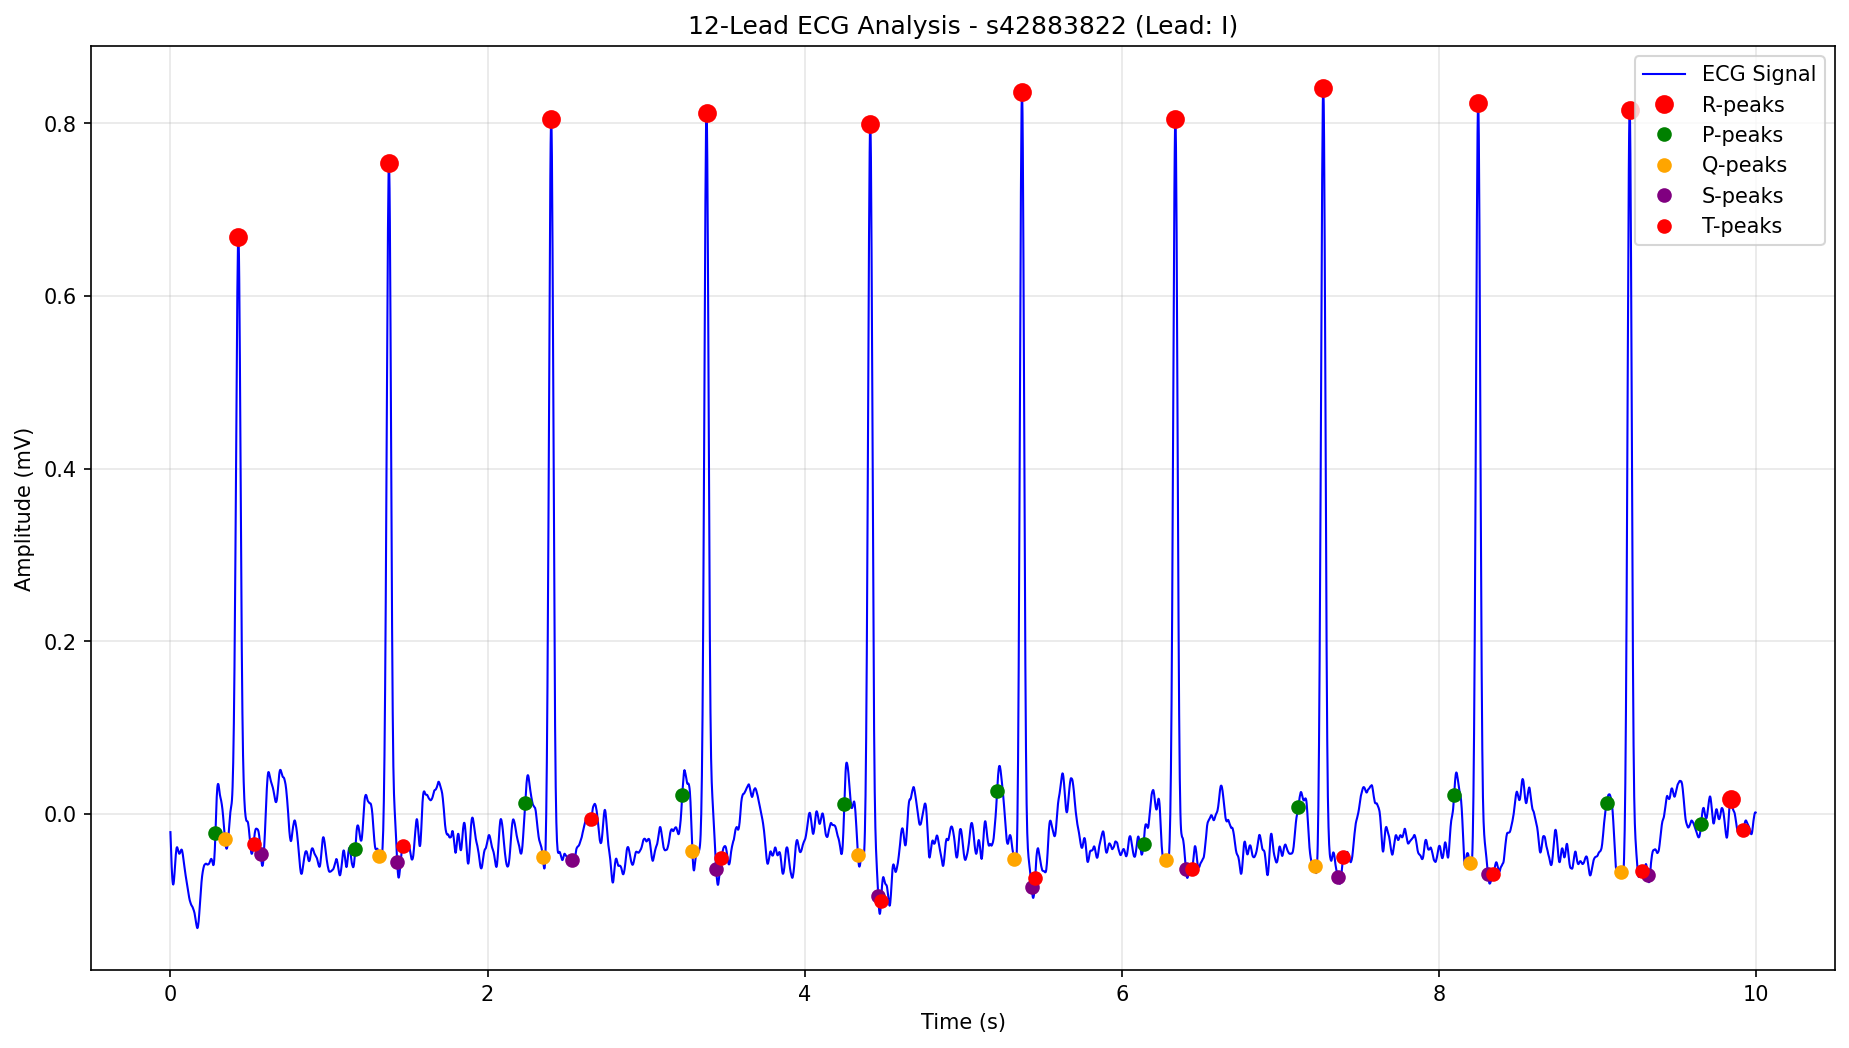 12-Lead ECG Analysis - s42883822 (Lead: I)
ECG Signal
R-peaks
P-peaks
Q-peaks
S-peaks
T-peaks
Amplitude (mV)
0.8
0.6
0.4
0.2
0.0
0
2
4
6
8
10
Time (s)